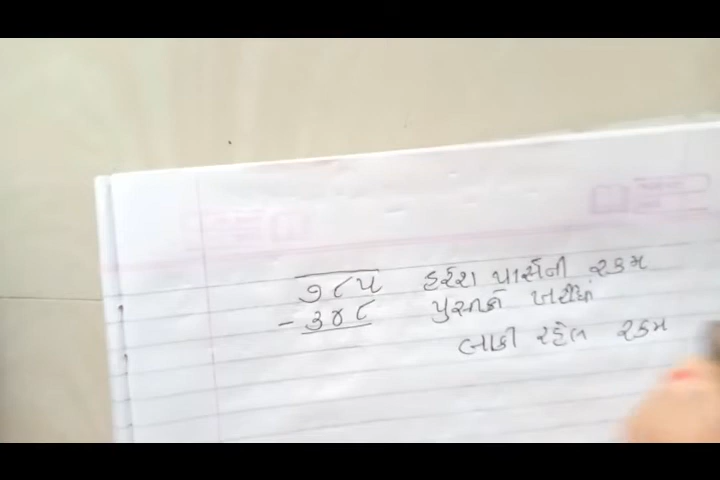 ૭૮૫ હરેશ પાસેની રકમ
- ૩૪૮ પુસ્તકો ખરીધાં
બાકી રહેલ રકમ